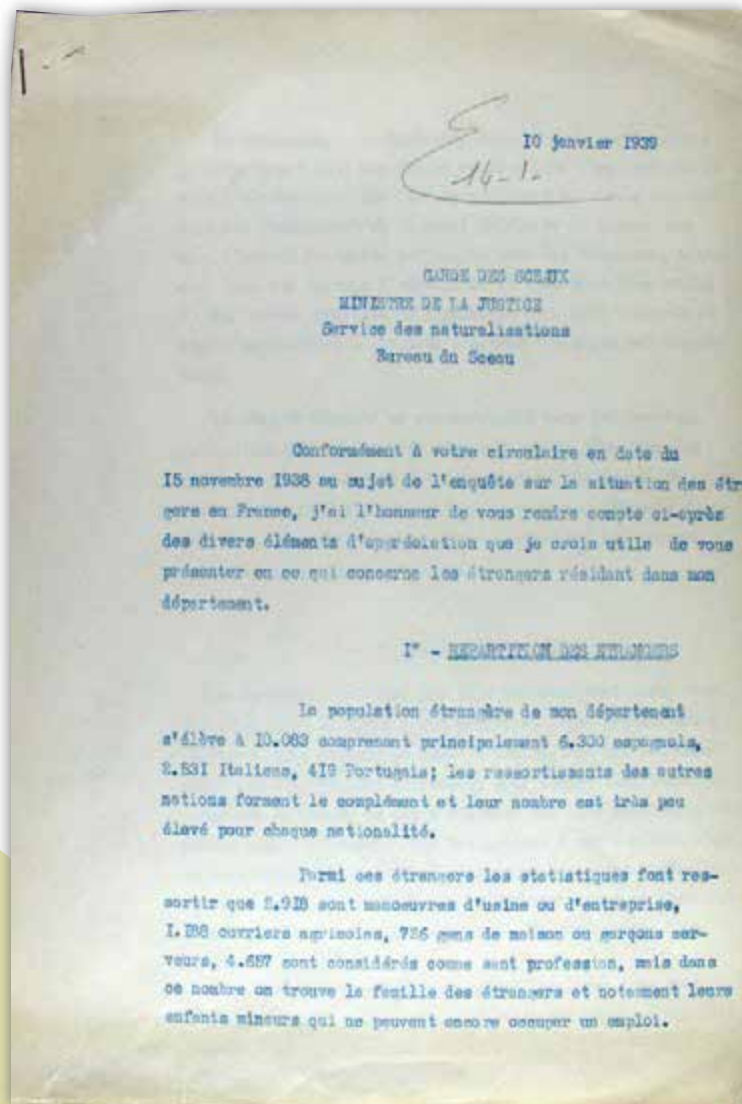 10 janvier 1939
14-1-
GARDE DES SCEAUX
MINISTRE DE LA JUSTICE
Service des naturalisations
Bureau du Sceau
Conformément à votre circulaire en date du
15 novembre 1938 au sujet de l'enquête sur la situation des étr
gers en France, j'ai l'honneur de vous rendre compte ci-après
des divers éléments d'appréciation que je crois utile de vous
présenter en ce qui concerne les étrangers résidant dans mon
département.
I° - REPARTITION DES ETRANGERS
La population étrangère de mon département
s'élève à 10.083 comprenant principalement 6.300 espagnols,
2.531 Italiens, 419 Portugais; les ressortissants des autres
nations forment le complément et leur nombre est très peu
élevé pour chaque nationalité.
Parmi ces étrangers les statistiques font res-
sortir que 2.918 sont manoeuvres d'usine ou d'entreprise,
ouvriers agricoles, 726 gens de maison ou garçons ser-
veurs, 4.687 sont considérés comme sans profession, mais dans
ce nombre on trouve la famille des étrangers et notamment leurs
enfants mineurs qui ne peuvent encore occuper un emploi.